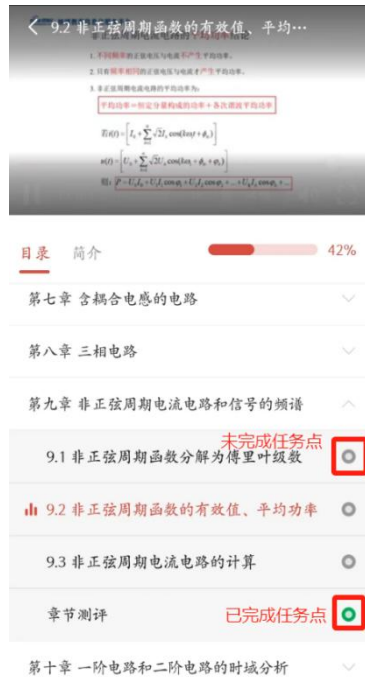 9.2 非正弦周期函数的有效值、平均…
1. 不同频率的正弦电压与电流不产生平均功率。
2. 只有频率相同的正弦电压与电流才产生平均功率。
3. 非正弦周期电流电路的平均功率为:
平均功率=恒定分量构成的功率+各次谐波平均功率
目录 简介 42%
第七章 含耦合电感的电路
第八章 三相电路
第九章 非正弦周期电流电路和信号的频谱
未完成任务点
9.1 非正弦周期函数分解为傅里叶级数
9.2 非正弦周期函数的有效值、平均功率
9.3 非正弦周期电流电路的计算
章节测评 已完成任务点
第十章 一阶电路和二阶电路的时域分析